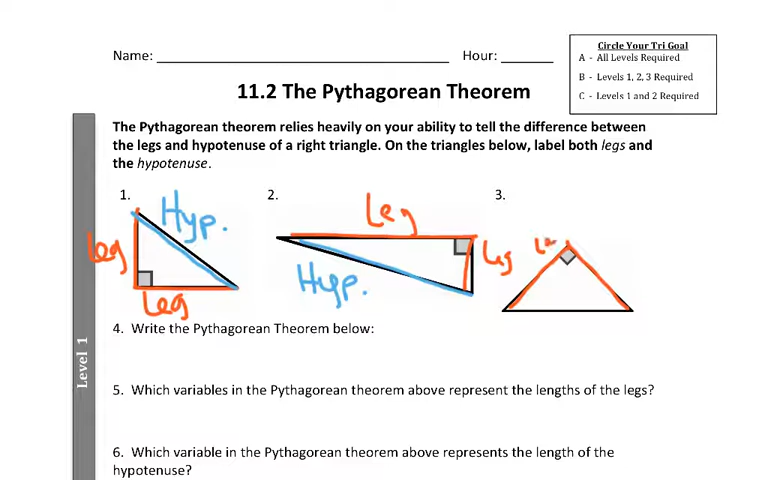 Name: Hour:
Circle Your Tri Goal
A - All Levels Required
B - Levels 1, 2, 3 Required
C - Levels 1 and 2 Required
11.2 The Pythagorean Theorem
The Pythagorean theorem relies heavily on your ability to tell the difference between
the legs and hypotenuse of a right triangle. On the triangles below, label both legs and
the hypotenuse.
1. 2. 3.
Hyp.
leg
Leg
Leg
Leg
Hyp.
4. Write the Pythagorean Theorem below:
5. Which variables in the Pythagorean theorem above represent the lengths of the legs?
6. Which variable in the Pythagorean theorem above represents the length of the
hypotenuse?
Level 1